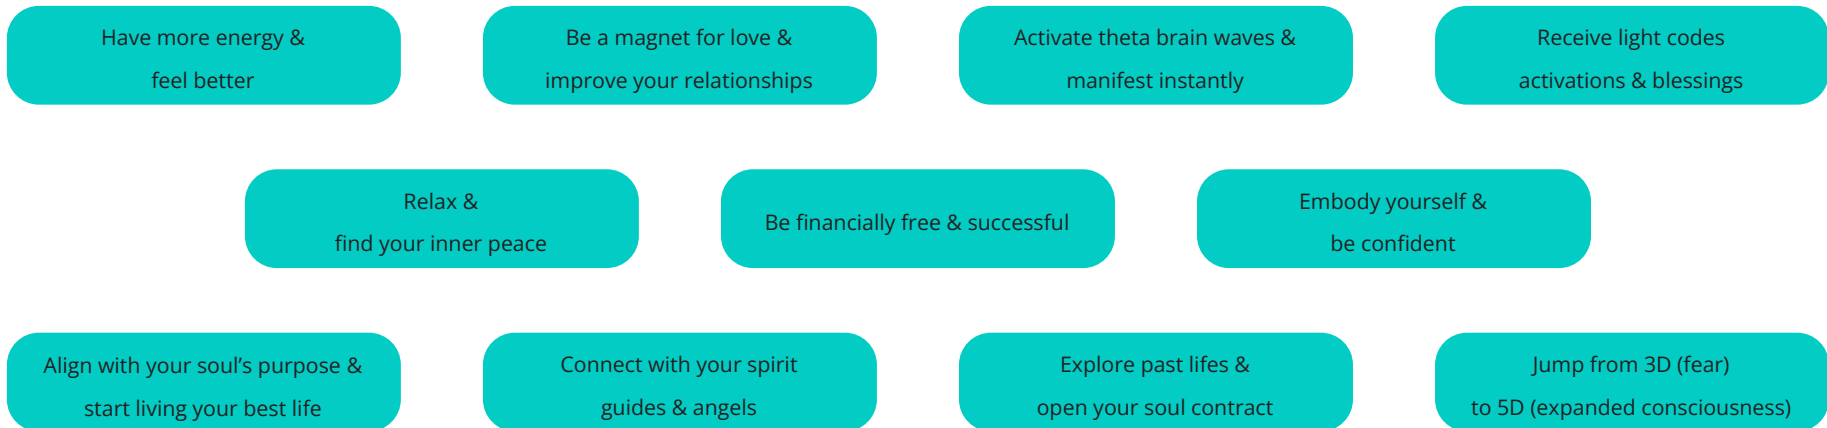 Have more energy &
feel better
Be a magnet for love &
improve your relationships
Activate theta brain waves &
manifest instantly
Receive light codes
activations & blessings
Relax &
find your inner peace
Be financially free & successful
Embody yourself &
be confident
Align with your soul’s purpose &
start living your best life
Connect with your spirit
guides & angels
Explore past lifes &
open your soul contract
Jump from 3D (fear)
to 5D (expanded consciousness)